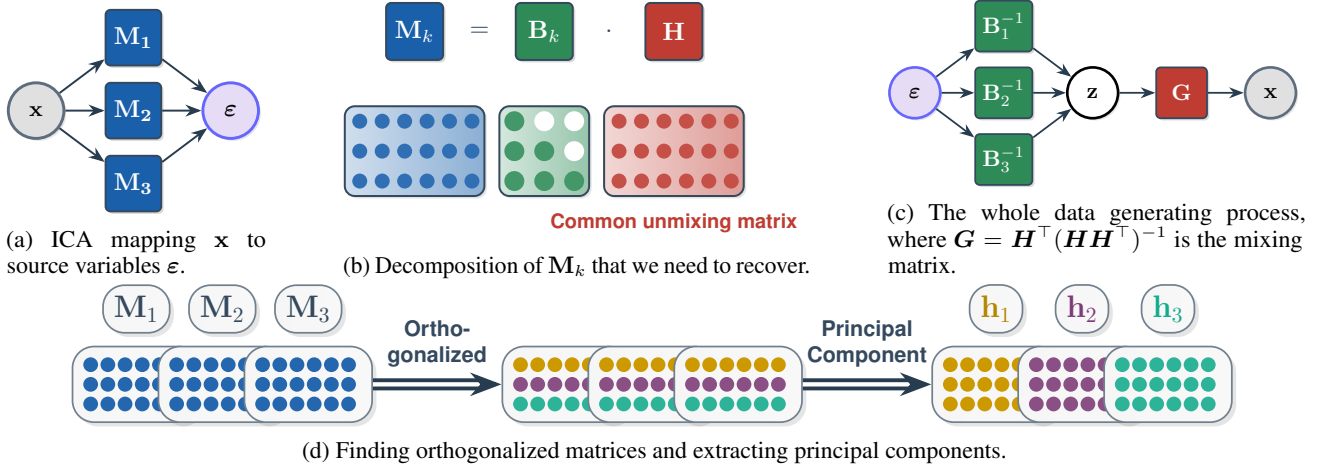 M₁
M₂
M₃
x
ε
(a) ICA mapping x to
source variables ε.
Mₖ = Bₖ · H
Common unmixing matrix
(b) Decomposition of Mₖ that we need to recover.
B₁⁻¹
B₂⁻¹
B₃⁻¹
ε
z
G
x
(c) The whole data generating process,
where G = H⊤(HH⊤)⁻¹ is the mixing
matrix.
M₁ M₂ M₃
Ortho-
gonalized
Principal
Component
h₁ h₂ h₃
(d) Finding orthogonalized matrices and extracting principal components.